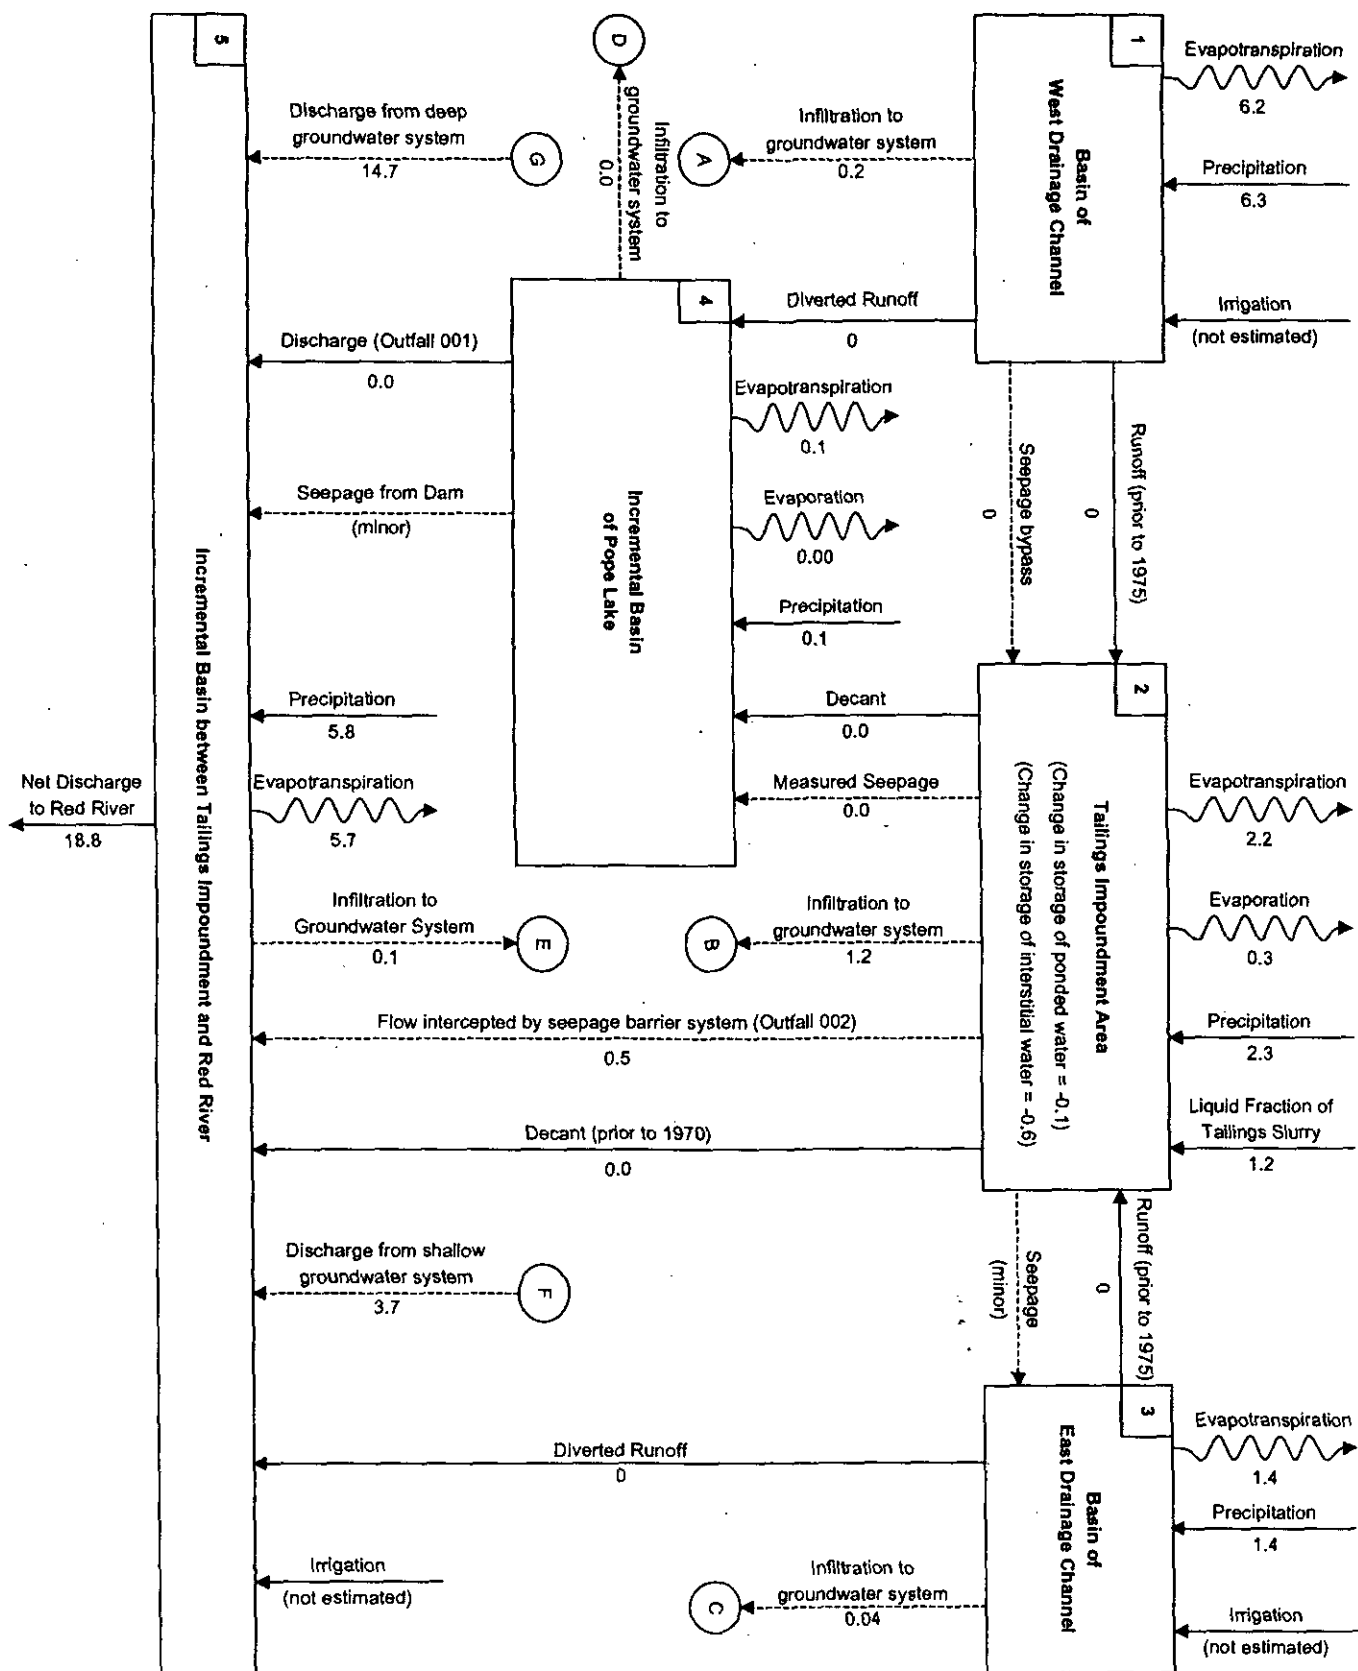 5
Incremental Basin between Tailings Impoundment and Red River
Net Discharge
to Red River
18.8
Discharge from deep
groundwater system
14.7
G
D
Infiltration to
groundwater system
0.0
Infiltration to
groundwater system
0.2
A
1
Basin of
West Drainage Channel
Evapotranspiration
6.2
Precipitation
6.3
Irrigation
(not estimated)
Diverted Runoff
0
Runoff (prior to 1975)
0
Seepage bypass
0
4
Incremental Basin
of Pope Lake
Discharge (Outfall 001)
0.0
Seepage from Dam
(minor)
Evapotranspiration
0.1
Evaporation
0.00
Precipitation
0.1
Decant
0.0
Measured Seepage
0.0
Precipitation
5.8
Evapotranspiration
5.7
Infiltration to
Groundwater System
0.1
E
B
Infiltration to
groundwater system
1.2
2
Tailings Impoundment Area
(Change in storage of ponded water = -0.1)
(Change in storage of interstitial water = -0.6)
Evapotranspiration
2.2
Evaporation
0.3
Precipitation
2.3
Liquid Fraction of
Tailings Slurry
1.2
Flow intercepted by seepage barrier system (Outfall 002)
0.5
Decant (prior to 1970)
0.0
Discharge from shallow
groundwater system
3.7
F
Seepage
(minor)
Runoff (prior to 1975)
0
3
Basin of
East Drainage Channel
Evapotranspiration
1.4
Precipitation
1.4
Irrigation
(not estimated)
Diverted Runoff
0
Irrigation
(not estimated)
Infiltration to
groundwater system
0.04
C